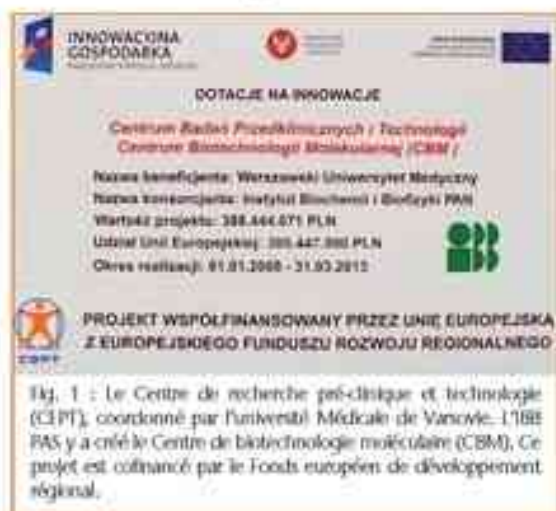 INNOWACYJNA
GOSPODARKA
DOTACJE NA INNOWACJE
Centrum Badań Przedklinicznych i Technologii
Centrum Biotechnologii Molekularnej (CBM)
Nazwa beneficjenta: Warszawski Uniwersytet Medyczny
Nazwa konsorcjanta: Instytut Biochemii i Biofizyki PAN
Wartość projektu: 388.444.071 PLN
Udział Unii Europejskiej: PLN
Okres realizacji: 01.01.2008 - 31.03.2013
CEPT
PROJEKT WSPÓŁFINANSOWANY PRZEZ UNIĘ EUROPEJSKĄ
Z EUROPEJSKIEGO FUNDUSZU ROZWOJU REGIONALNEGO
Fig. 1 : Le Centre de recherche pré-clinique et technologie
(CEPT), coordonné par l'université Médicale de Varsovie. L'IBB
PAS y a créé le Centre de biotechnologie moléculaire (CBM). Ce
projet est cofinancé par le Fonds européen de développement
régional.